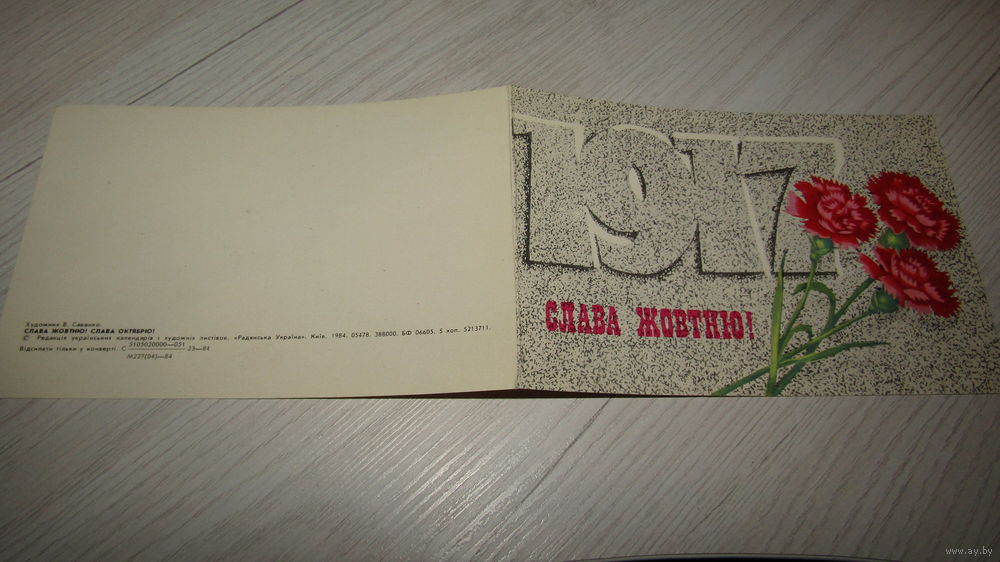 Художник В. Савенко.
СЛАВА ЖОВТНЮ! СЛАВА ОКТЯБРЮ!
© Редакція українських календарів і художніх листівок, «Радянська Україна». Київ. 1984. 05478. 388000. БФ 06605. 5 коп. 5213711.
Відсилати тільки у конверті. С 5105020000—051 / М227(04)—84 23—84
1917
СЛАВА ЖОВТНЮ!
www.ay.by